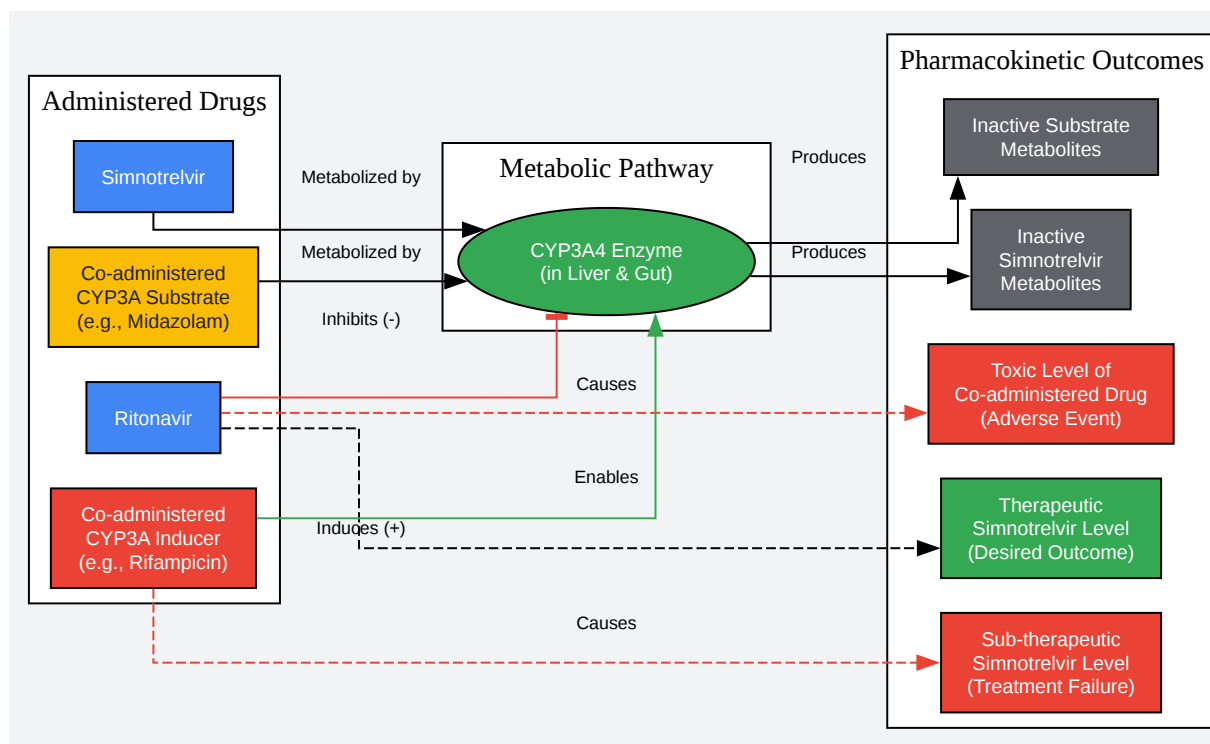 Administered Drugs
Simnotrelvir
Co-administered
CYP3A Substrate
(e.g., Midazolam)
Ritonavir
Co-administered
CYP3A Inducer
(e.g., Rifampicin)
Metabolized by
Metabolized by
Inhibits (-)
Induces (+)
Metabolic Pathway
CYP3A4 Enzyme
(in Liver & Gut)
Causes
Enables
Causes
Produces
Produces
Pharmacokinetic Outcomes
Inactive Substrate
Metabolites
Inactive
Simnotrelvir
Metabolites
Toxic Level of
Co-administered Drug
(Adverse Event)
Therapeutic
Simnotrelvir Level
(Desired Outcome)
Sub-therapeutic
Simnotrelvir Level
(Treatment Failure)